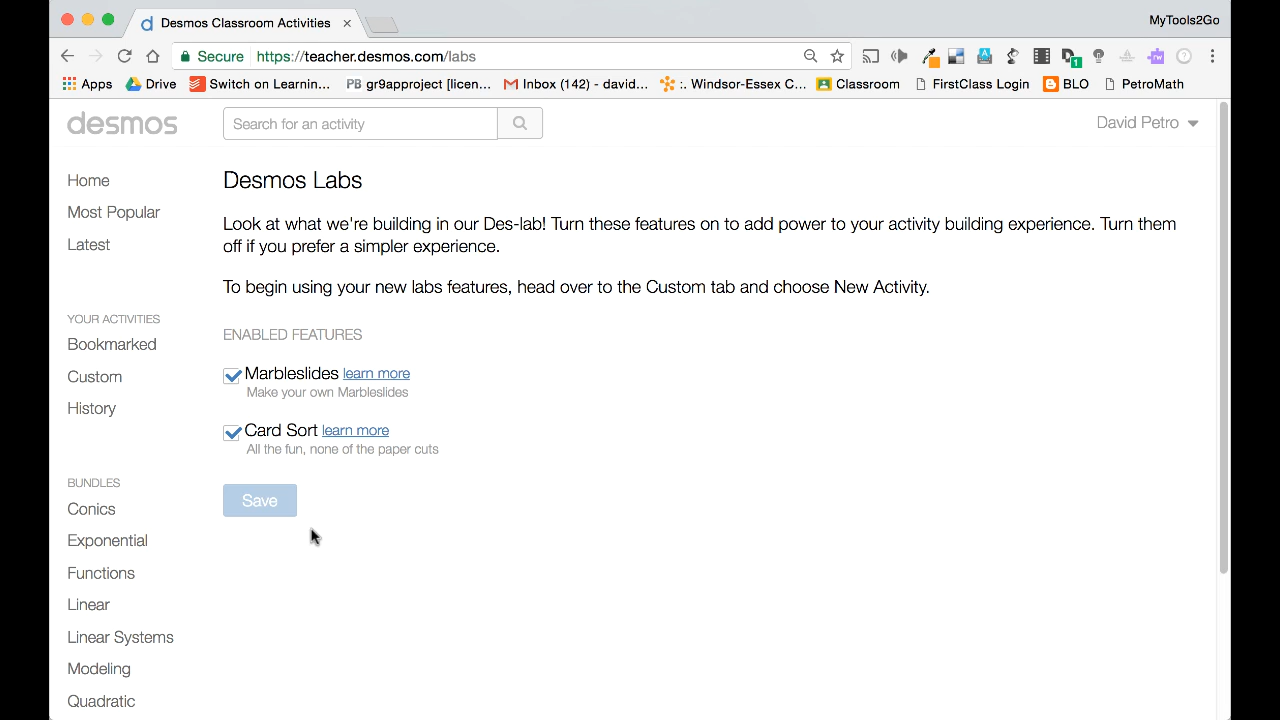 Desmos Classroom Activities
MyTools2Go
Secure https://teacher.desmos.com/labs
Apps Drive Switch on Learnin... PB gr9approject [licen... Inbox (142) - david... :. Windsor-Essex C... Classroom FirstClass Login BLO PetroMath
desmos Search for an activity David Petro
Home
Most Popular
Latest
YOUR ACTIVITIES
Bookmarked
Custom
History
BUNDLES
Conics
Exponential
Functions
Linear
Linear Systems
Modeling
Quadratic
Desmos Labs
Look at what we're building in our Des-lab! Turn these features on to add power to your activity building experience. Turn them
off if you prefer a simpler experience.
To begin using your new labs features, head over to the Custom tab and choose New Activity.
ENABLED FEATURES
Marbleslides learn more
Make your own Marbleslides
Card Sort learn more
All the fun, none of the paper cuts
Save